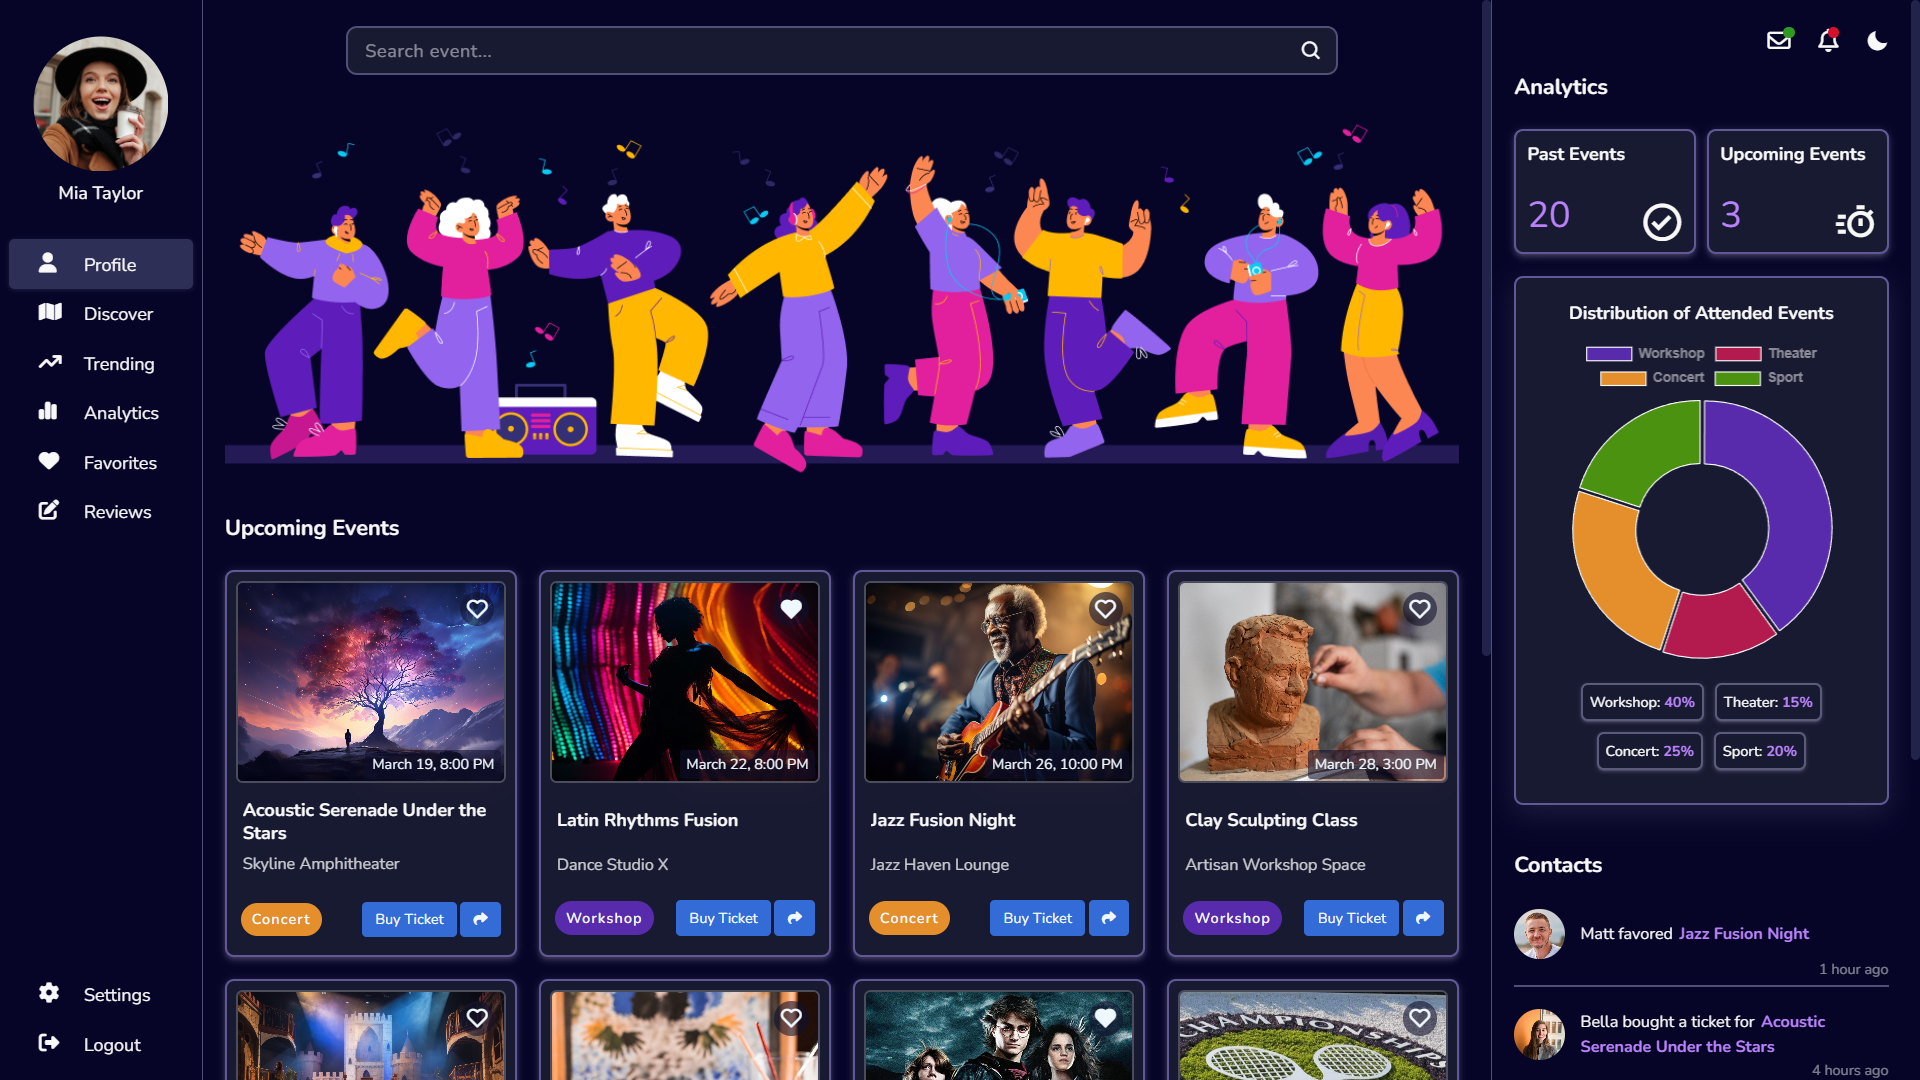 Mia Taylor
Profile
Discover
Trending
Analytics
Favorites
Reviews
Settings
Logout
Search event...
Upcoming Events
March 19, 8:00 PM
Acoustic Serenade Under the
Stars
Skyline Amphitheater
Concert
Buy Ticket
March 22, 8:00 PM
Latin Rhythms Fusion
Dance Studio X
Workshop
Buy Ticket
March 26, 10:00 PM
Jazz Fusion Night
Jazz Haven Lounge
Concert
Buy Ticket
March 28, 3:00 PM
Clay Sculpting Class
Artisan Workshop Space
Workshop
Buy Ticket
CHAMPIONSHIPS
Analytics
Past Events
20
Upcoming Events
3
Distribution of Attended Events
Workshop
Theater
Concert
Sport
Workshop: 40%
Theater: 15%
Concert: 25%
Sport: 20%
Contacts
Matt favored Jazz Fusion Night
1 hour ago
Bella bought a ticket for Acoustic
Serenade Under the Stars
4 hours ago